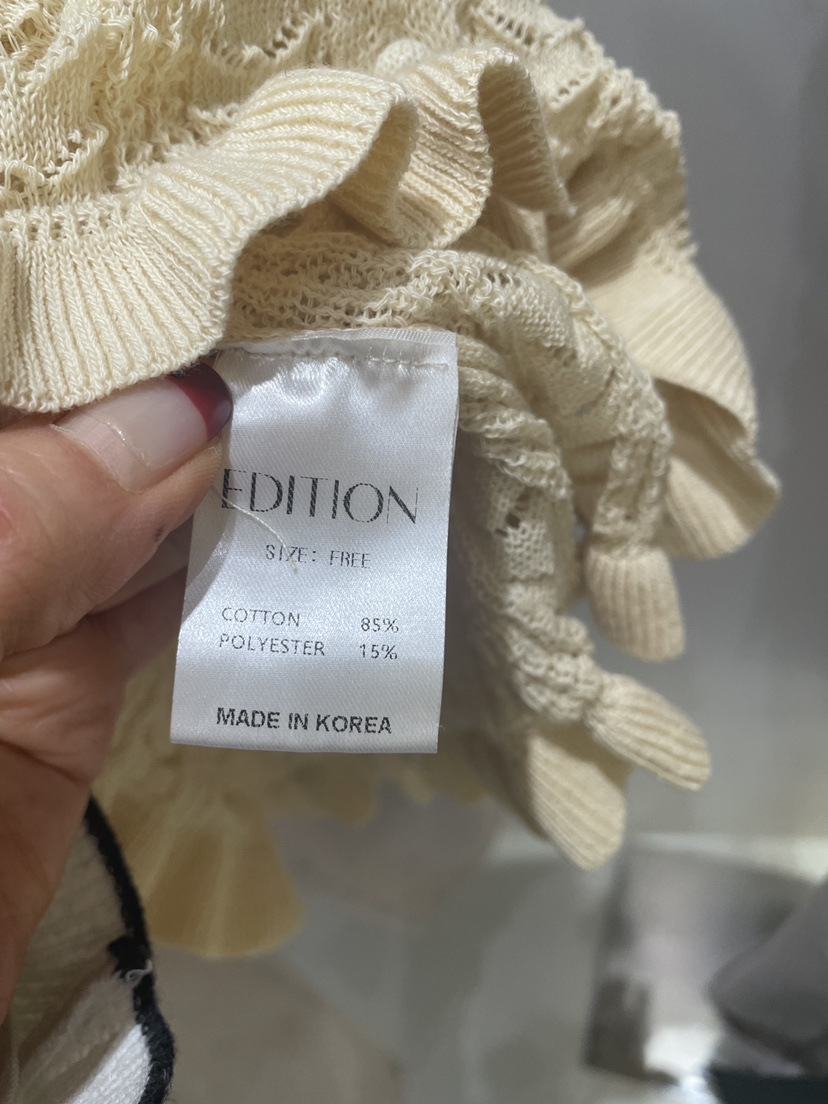 EDITION
SIZE: FREE
COTTON 85%
POLYESTER 15%
MADE IN KOREA